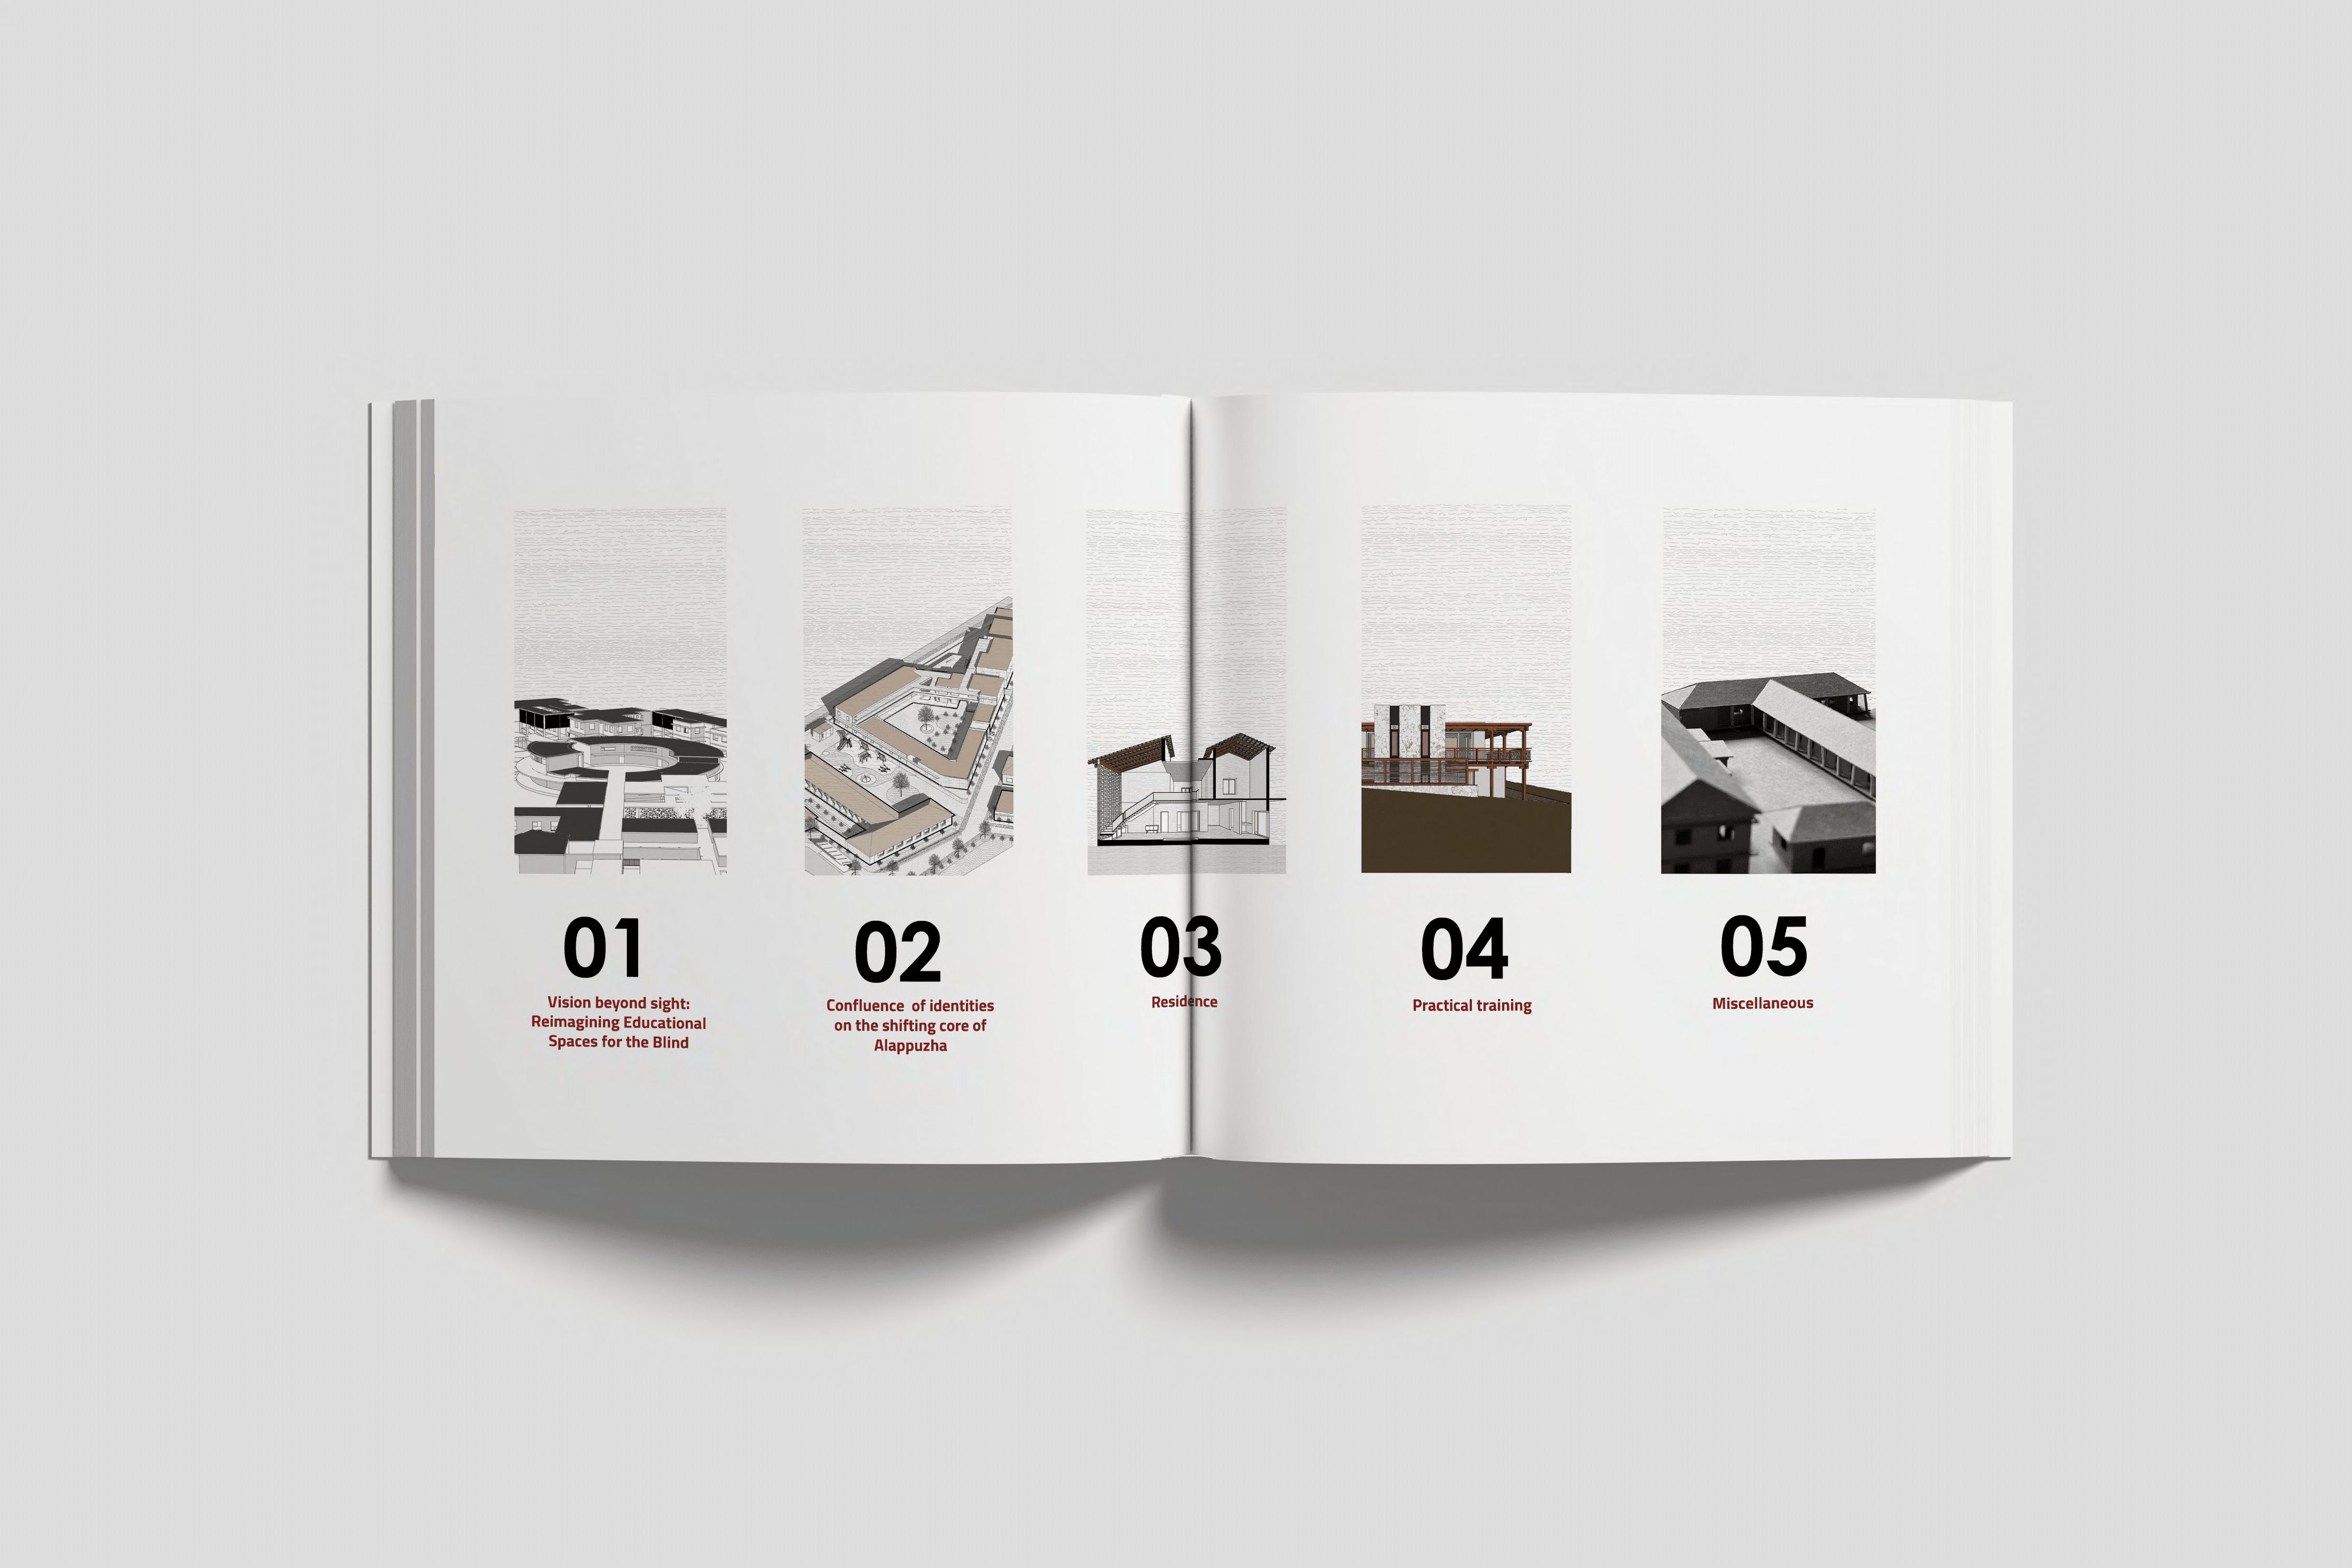 01
Vision beyond sight:
Reimagining Educational
Spaces for the Blind
02
Confluence of identities
on the shifting core of
Alappuzha
03
Residence
04
Practical training
05
Miscellaneous